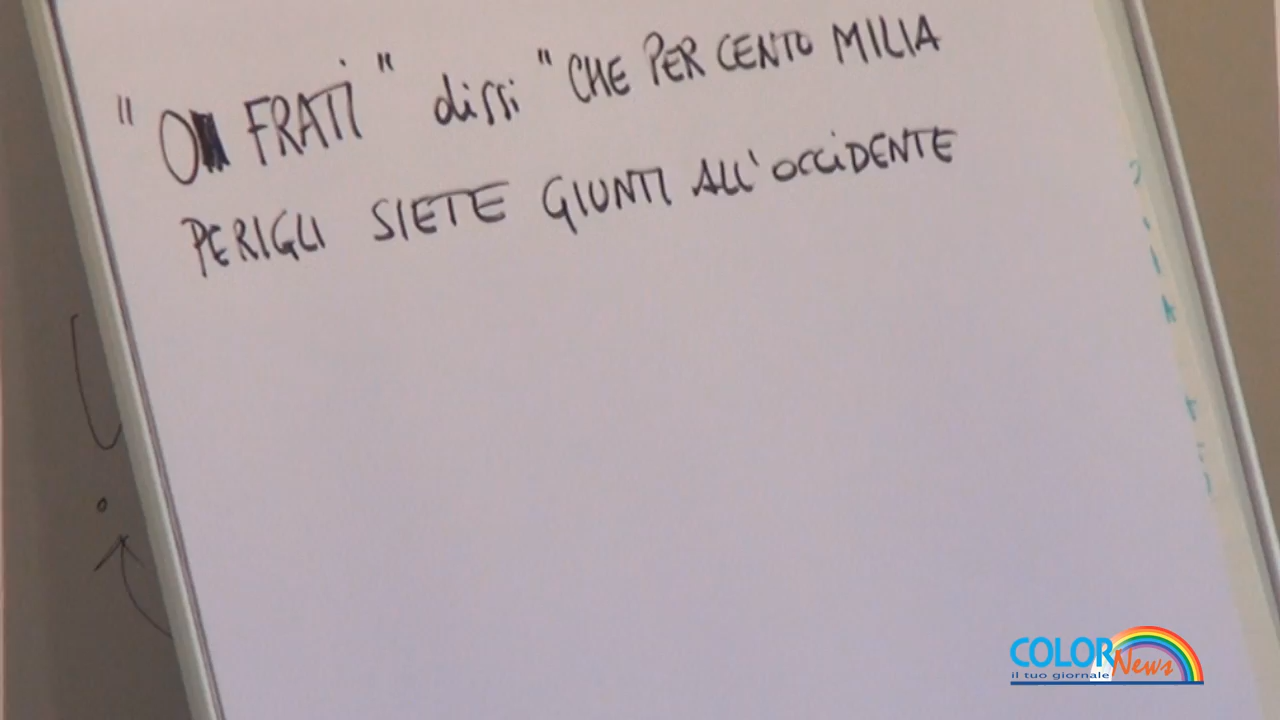 "O FRATI" dissi "CHE PER CENTO MILIA
PERIGLI SIETE GIUNTI ALL'OCCIDENTE
COLOR News
il tuo giornale